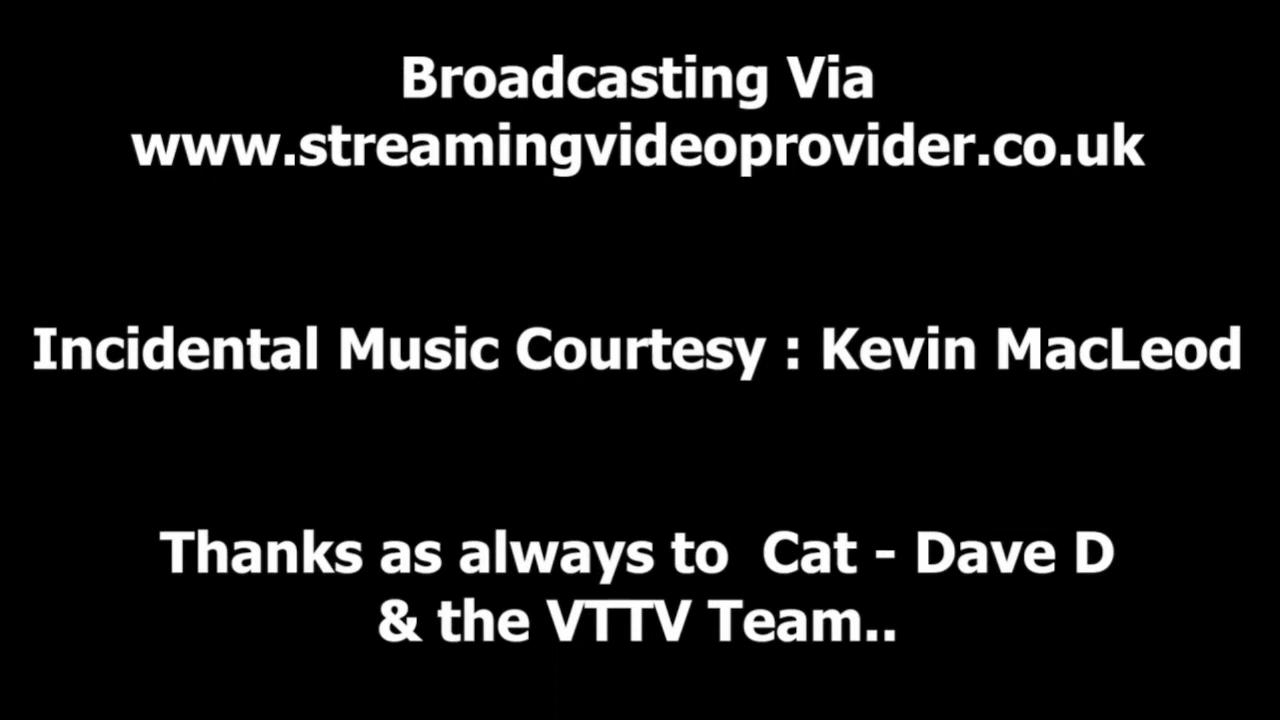 Broadcasting Via
www.streamingvideoprovider.co.uk
Incidental Music Courtesy : Kevin MacLeod
Thanks as always to  Cat - Dave D
& the VTTV Team..